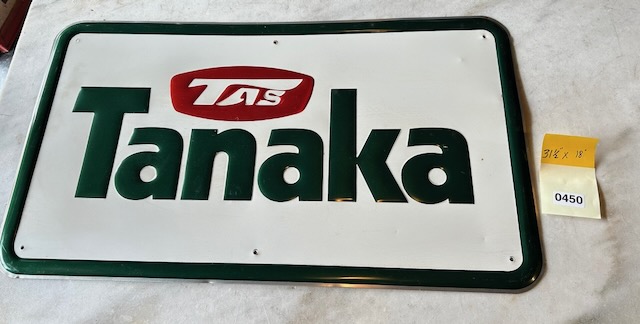 TAS
Tanaka
31½" x 18"
0450